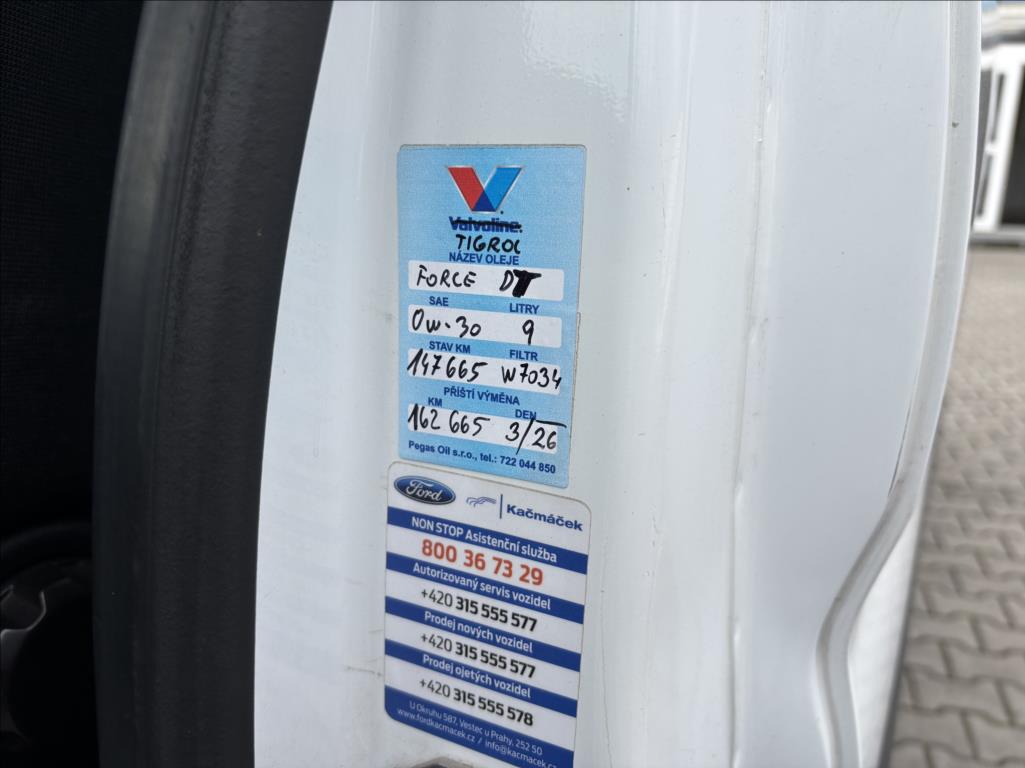 Valvoline.
TIGROL
NÁZEV OLEJE
FORCE DT
SAE LITRY
0w-30 9
STAV KM FILTR
147665 W7034
PŘÍŠTÍ VÝMĚNA
KM DEN
162 665 3/26
Pegas Oil s.r.o., tel.: 722 044 850
Ford Kačmáček
NON STOP Asistenční služba
800 36 73 29
Autorizovaný servis vozidel
+420 315 555 577
Prodej nových vozidel
+420 315 555 577
Prodej ojetých vozidel
+420 315 555 578
U Okruhu 587, Vestec u Prahy, 252 50
www.fordkacmacek.cz / info@kacmacek.cz